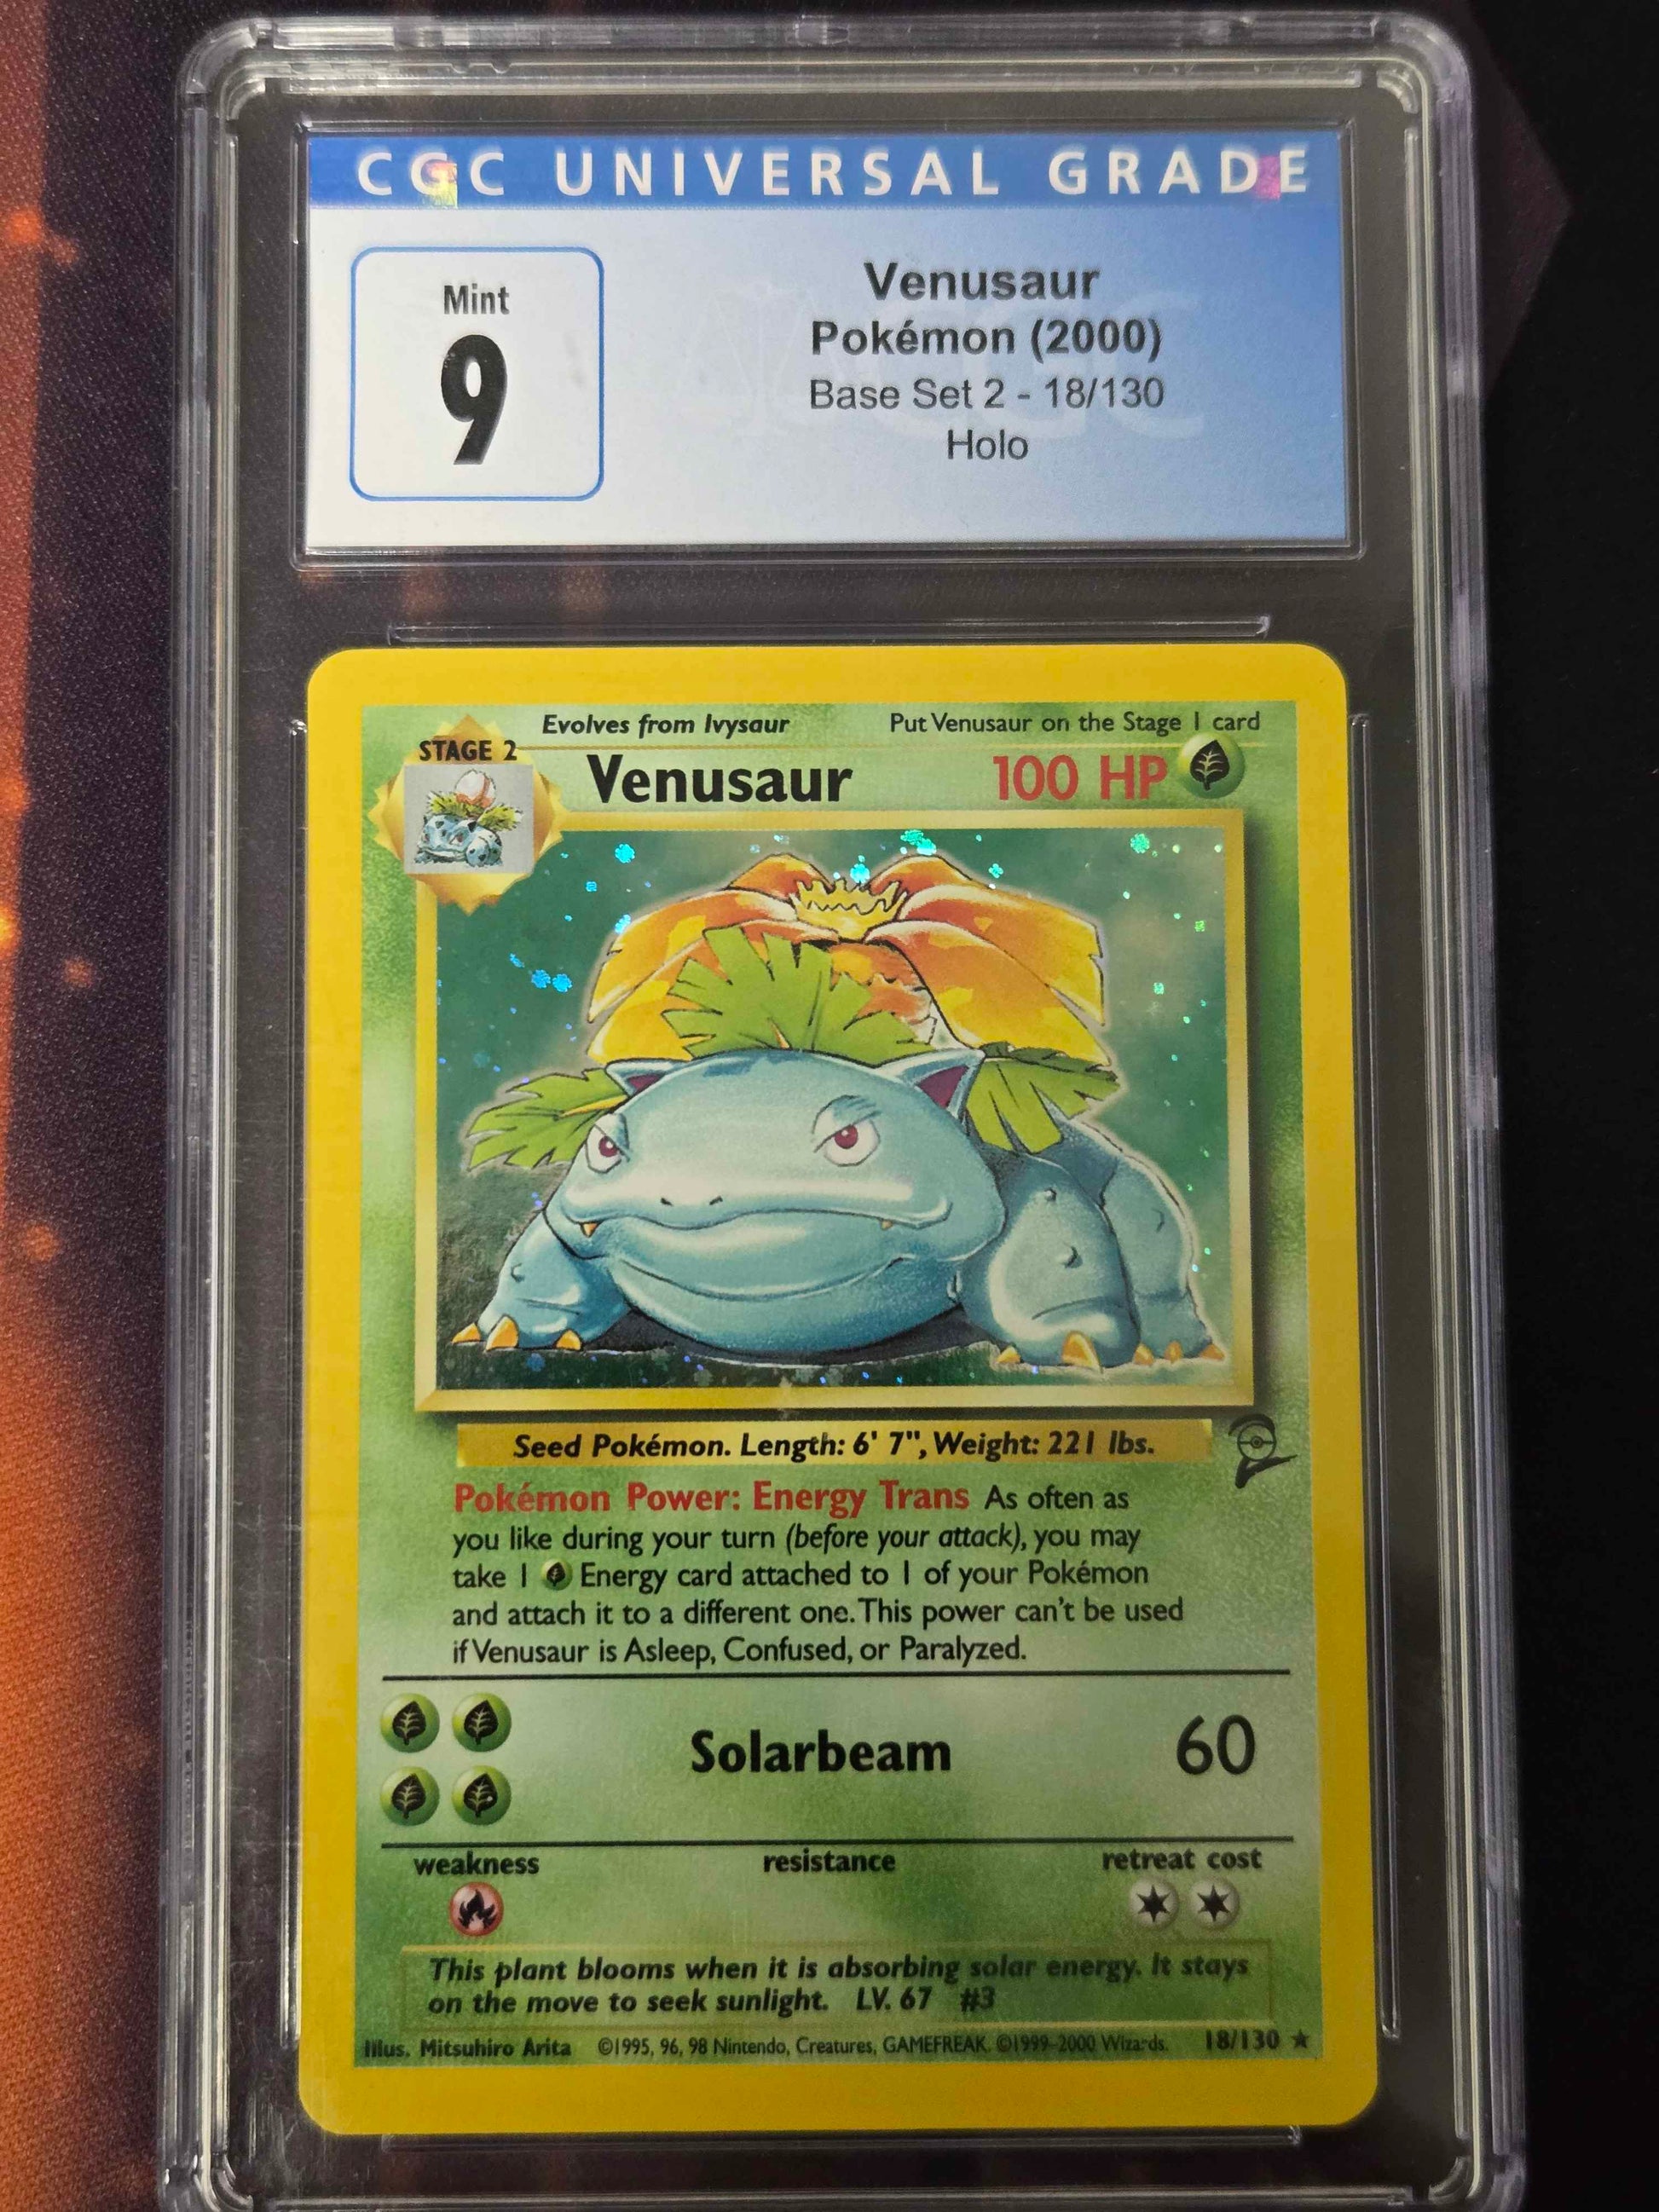 CGC UNIVERSAL GRADE
Mint
9
Venusaur
Pokémon (2000)
Base Set 2 - 18/130
Holo
Evolves from Ivysaur Put Venusaur on the Stage 1 card
STAGE 2
Venusaur 100 HP
Seed Pokémon. Length: 6' 7", Weight: 221 lbs.
Pokémon Power: Energy Trans As often as
you like during your turn (before your attack), you may
take 1 Energy card attached to 1 of your Pokémon
and attach it to a different one. This power can't be used
if Venusaur is Asleep, Confused, or Paralyzed.
Solarbeam 60
weakness resistance retreat cost
This plant blooms when it is absorbing solar energy. It stays
on the move to seek sunlight. LV. 67 #3
Illus. Mitsuhiro Arita ©1995, 96, 98 Nintendo, Creatures, GAMEFREAK. ©1999-2000 Wizards. 18/130 ★